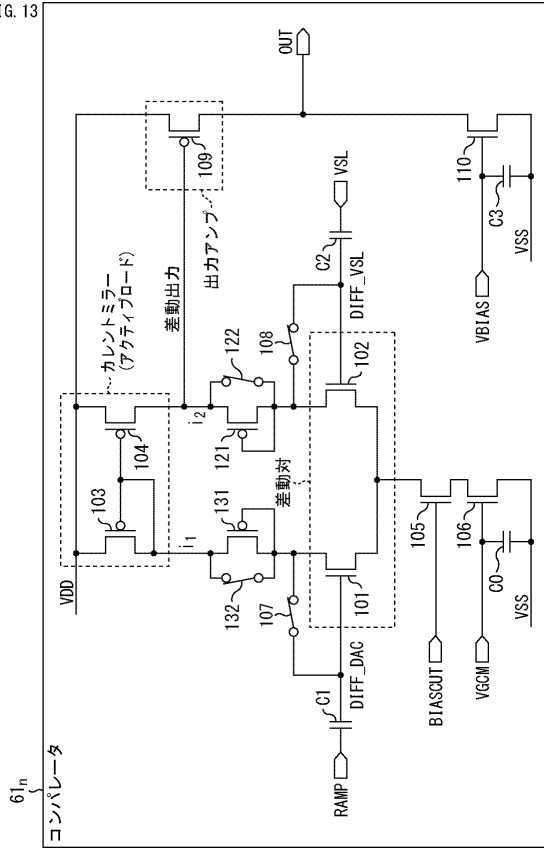 FIG. 13
61n
コンパレータ
VDD
カレントミラー
(アクティブロード)
103
104
差動出力
出力アンプ
109
OUT
i1
i2
132
131
121
122
107
108
差動対
RAMP
C1
DIFF_DAC
101
102
DIFF_VSL
C2
VSL
BIASCUT
105
VGCM
106
C0
VSS
VBIAS
110
C3
VSS